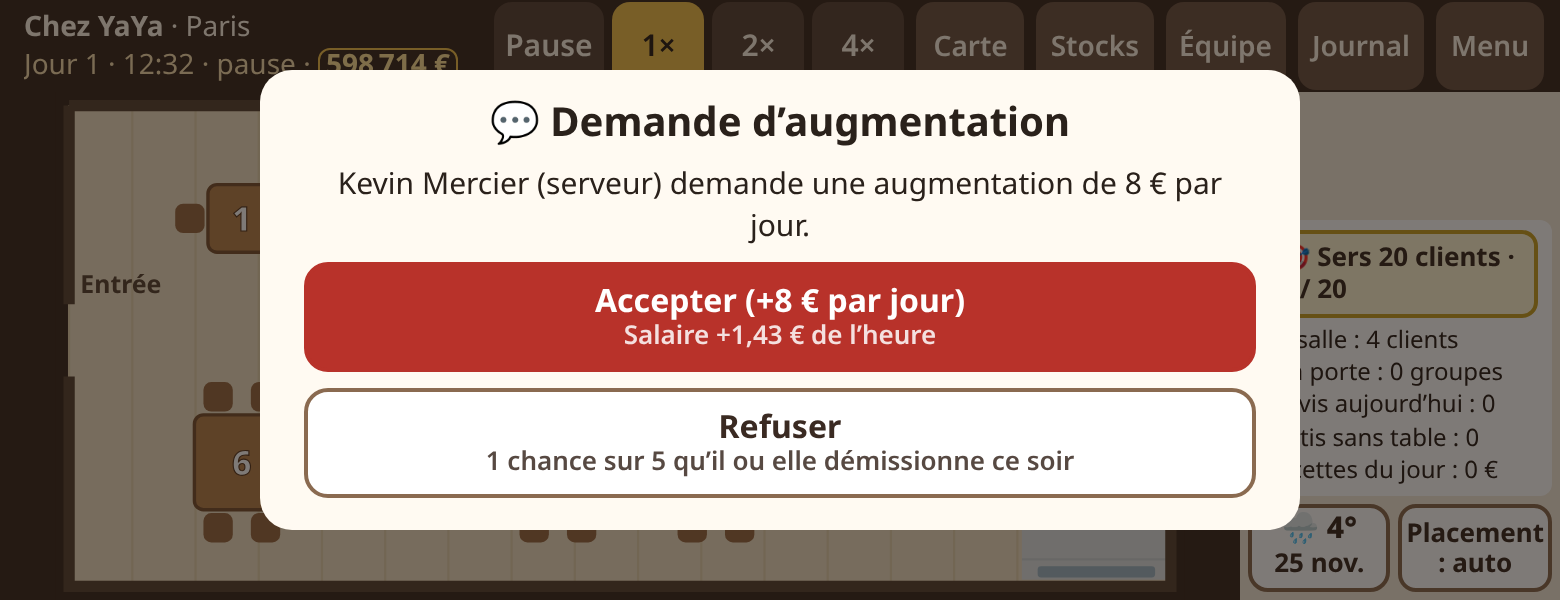 Chez YaYa · Paris
Jour 1 · 12:32 · pause · 598 714 €
Pause
1×
2×
4×
Carte
Stocks
Équipe
Journal
Menu
💬 Demande d’augmentation
Kevin Mercier (serveur) demande une augmentation de 8 € par
jour.
Accepter (+8 € par jour)
Salaire +1,43 € de l’heure
Refuser
1 chance sur 5 qu’il ou elle démissionne ce soir
1
Entrée
6
🎯 Sers 20 clients ·
/ 20
salle : 4 clients
porte : 0 groupes
aujourd’hui : 0
sans table : 0
du jour : 0 €
🌧️ 4°
25 nov.
Placement
: auto